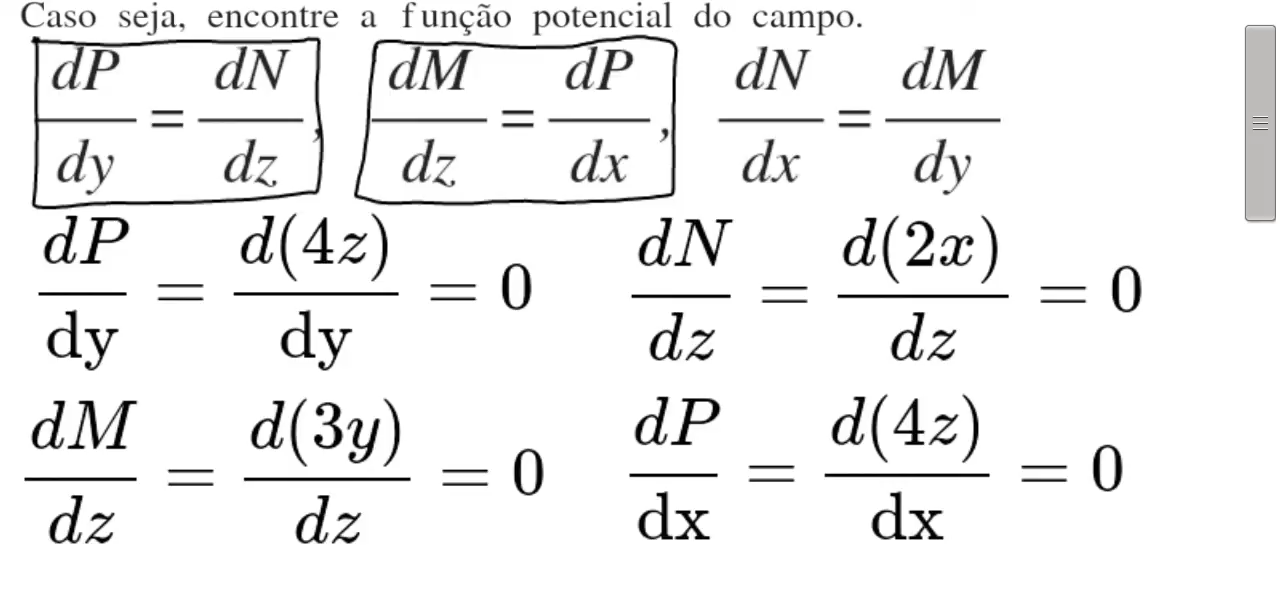 Caso seja, encontre a função potencial do campo.
dP/dy = dN/dz, dM/dz = dP/dx, dN/dx = dM/dy
dP/dy = d(4z)/dy = 0 dN/dz = d(2x)/dz = 0
dM/dz = d(3y)/dz = 0 dP/dx = d(4z)/dx = 0